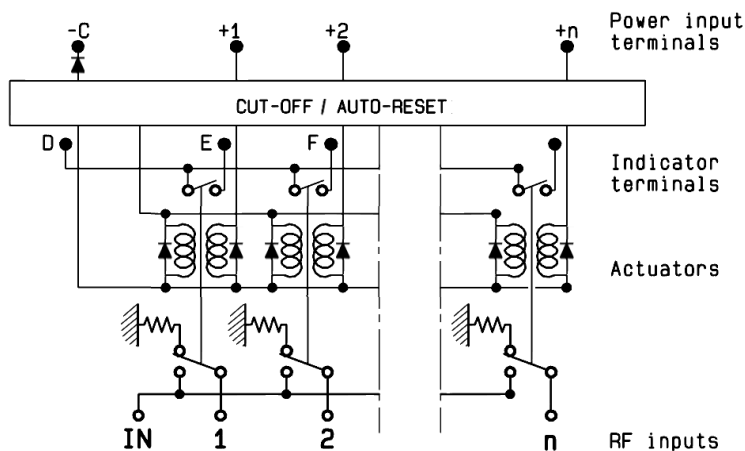 -C +1 +2 +n Power input
terminals
CUT-OFF / AUTO-RESET
D E F Indicator
terminals
Actuators
IN 1 2 n RF inputs